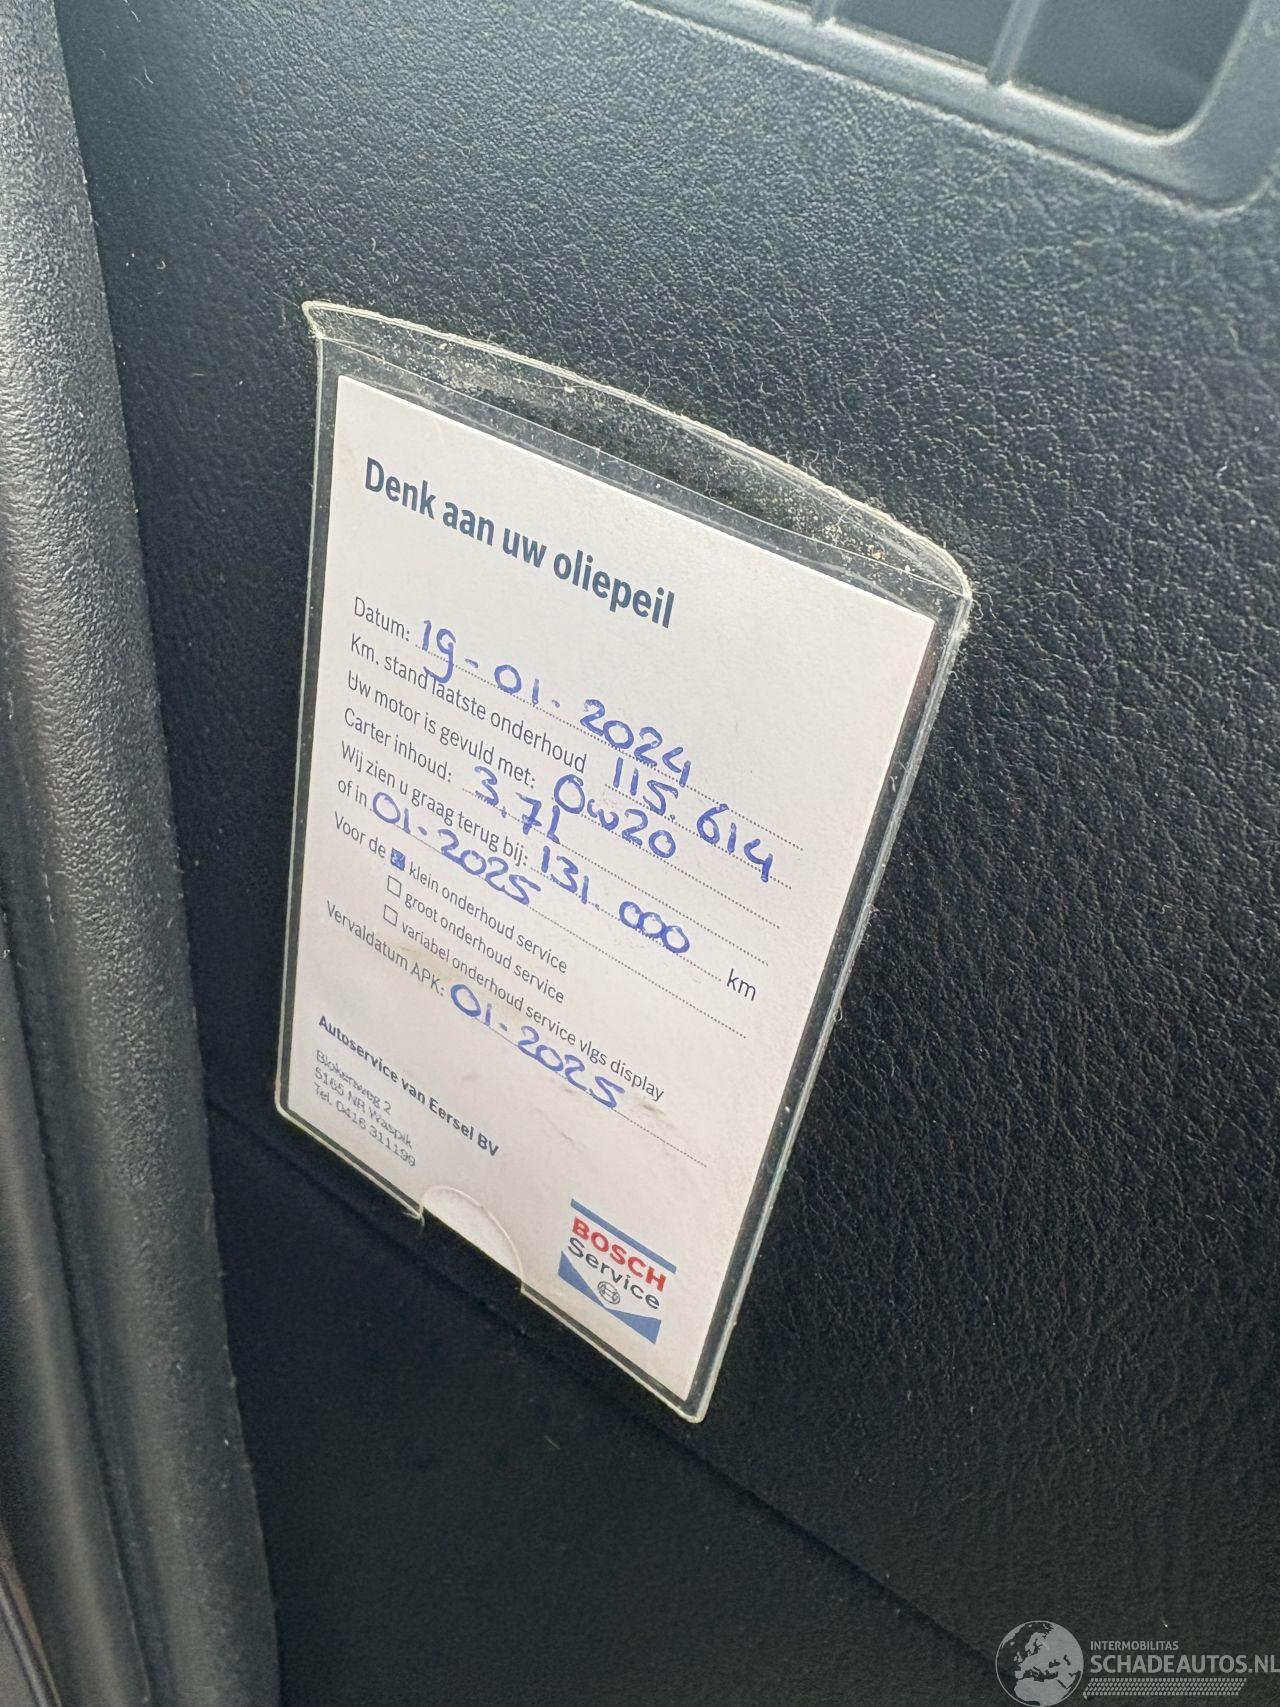 Denk aan uw oliepeil
Datum: 19-01-2024
Km. stand laatste onderhoud 115.614
Uw motor is gevuld met: 0w20
Carter inhoud: 3,7L
Wij zien u graag terug bij: 131.000 km
of in 01-2025
Voor de klein onderhoud service
groot onderhoud service
variabel onderhoud service vlgs display
Vervaldatum APK: 01-2025
Autoservice van Eersel BV
Blokenweg 2
5165 NR Waspik
Tel. 0416 311199
BOSCH
Service
INTERMOBILITAS
SCHADEAUTOS.NL